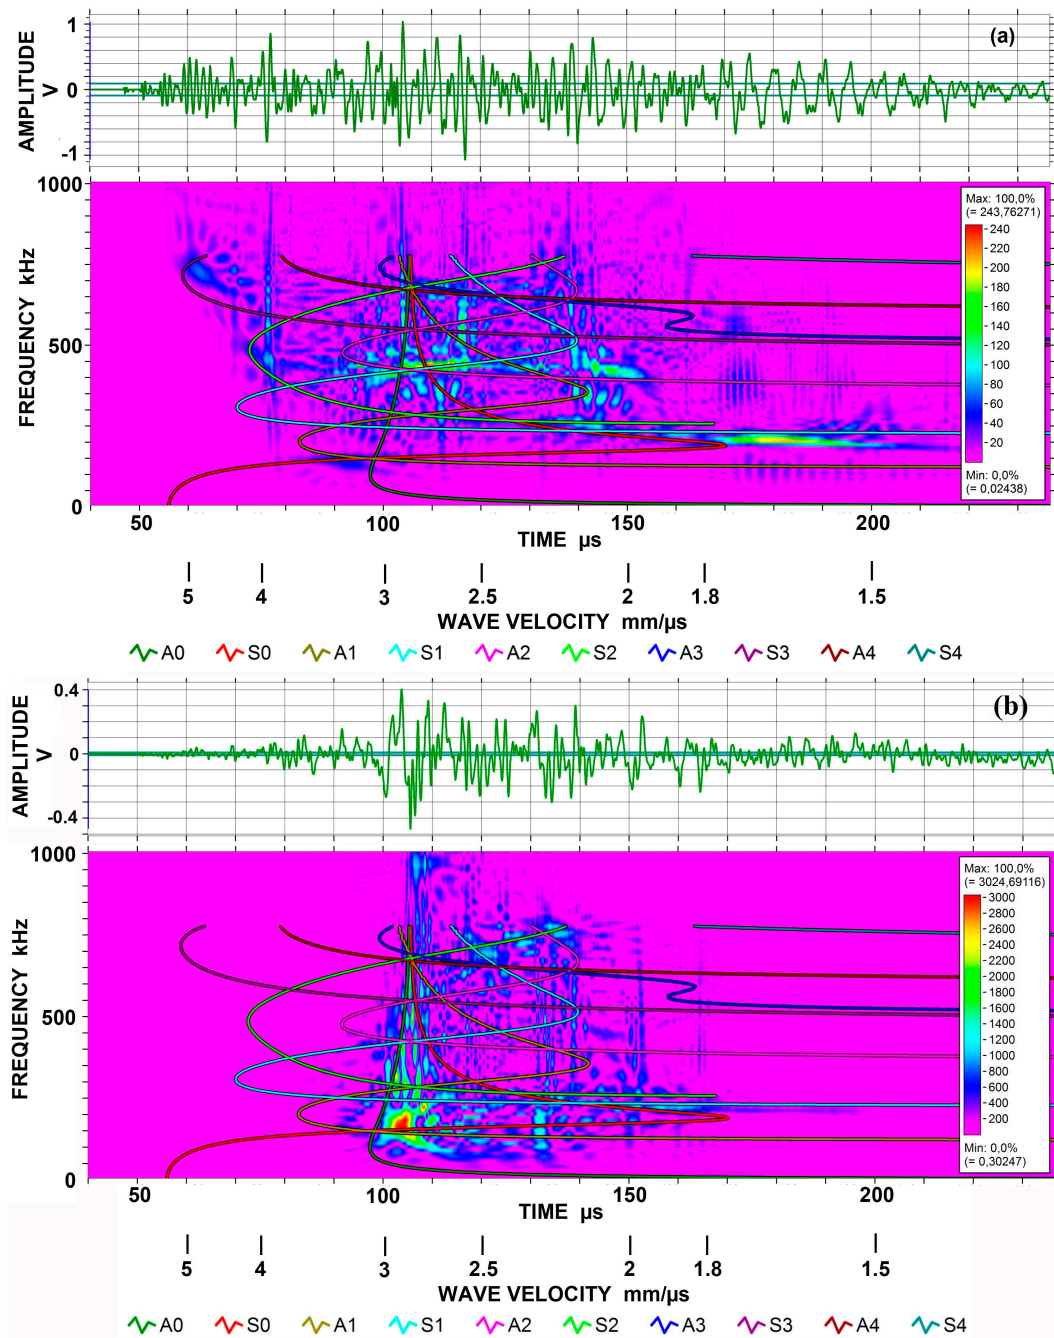 (a)
AMPLITUDE
V
1
0
-1
1000
500
0
FREQUENCY kHz
Max: 100,0%
(= 243,76271)
240
220
200
180
160
140
120
100
80
60
40
20
Min: 0,0%
(= 0,02438)
50 100 150 200
TIME µs
5 4 3 2.5 2 1.8 1.5
WAVE VELOCITY mm/µs
A0 S0 A1 S1 A2 S2 A3 S3 A4 S4
(b)
AMPLITUDE
V
0.4
0
-0.4
1000
500
0
FREQUENCY kHz
Max: 100,0%
(= 3024,69116)
3000
2800
2600
2400
2200
2000
1800
1600
1400
1200
1000
800
600
400
200
Min: 0,0%
(= 0,30247)
50 100 150 200
TIME µs
5 4 3 2.5 2 1.8 1.5
WAVE VELOCITY mm/µs
A0 S0 A1 S1 A2 S2 A3 S3 A4 S4